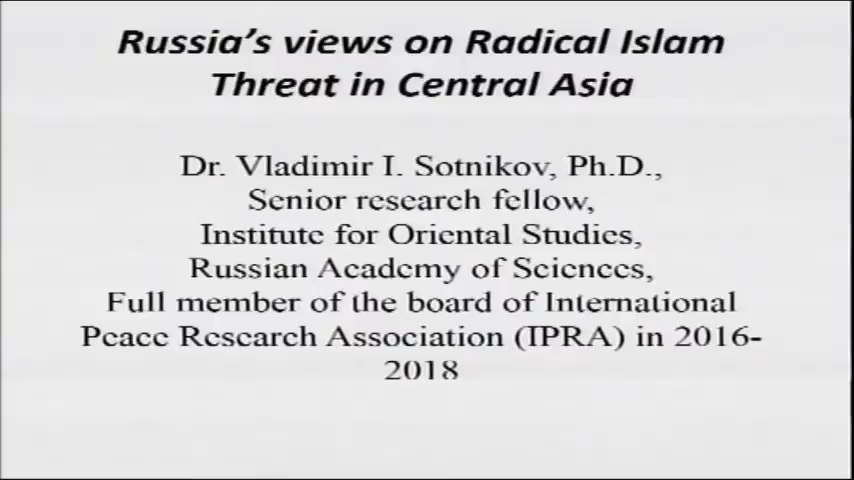 Russia's views on Radical Islam
Threat in Central Asia
Dr. Vladimir I. Sotnikov, Ph.D.,
Senior research fellow,
Institute for Oriental Studies,
Russian Academy of Sciences,
Full member of the board of International
Peace Research Association (IPRA) in 2016-
2018